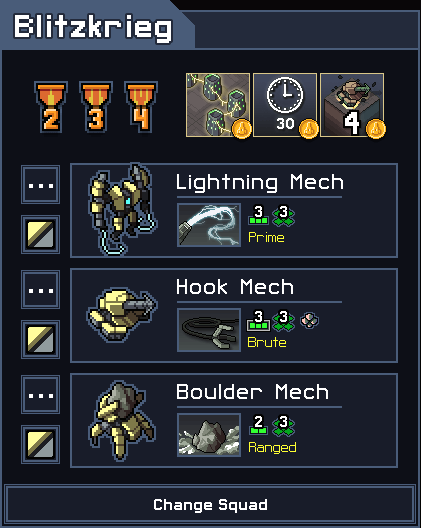 Blitzkrieg
2 3 4
30 4
...
Lightning Mech
3 3
Prime
...
Hook Mech
3 3
Brute
...
Boulder Mech
2 3
Ranged
Change Squad